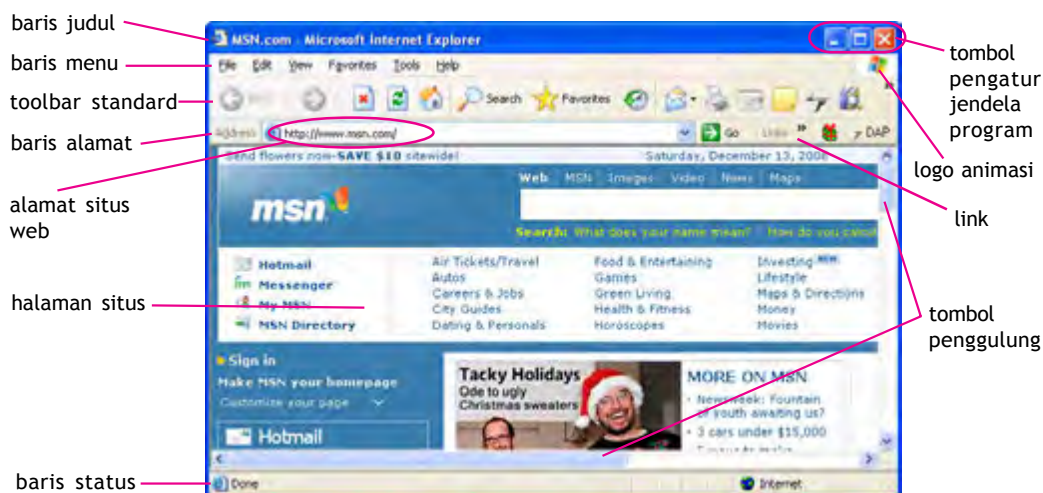 baris judul
baris menu
toolbar standard
baris alamat
alamat situs
web
halaman situs
baris status
MSN.com - Microsoft Internet Explorer
File Edit View Favorites Tools Help
Search Favorites
Address http://www.msn.com/ Go Links » DAP
Send flowers now-SAVE $10 sitewide! Saturday, December 13, 2008
Web MSN Images Video News Maps
msn
Search: What does your name mean? How do you cancel
Hotmail Air Tickets/Travel Food & Entertaining Investing NEW
Messenger Autos Games Lifestyle
My MSN Careers & Jobs Green Living Maps & Directions
City Guides Health & Fitness Money
MSN Directory Dating & Personals Horoscopes Movies
Sign in
Make MSN your homepage
Customize your page
Hotmail
Tacky Holidays
Ode to ugly
Christmas sweaters
MORE ON MSN
Newsweek: Fountain
of youth awaiting us?
3 cars under $15,000
Done Internet
tombol
pengatur
jendela
program
logo animasi
link
tombol
penggulung